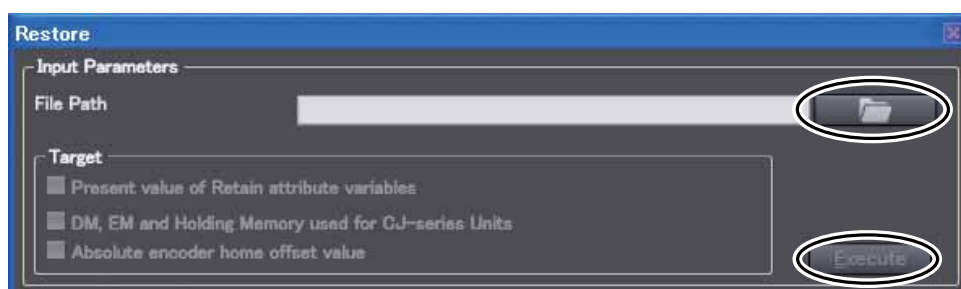 Restore
Input Parameters
File Path
Target
Present value of Retain attribute variables
DM, EM and Holding Memory used for CJ-series Units
Absolute encoder home offset value
Execute